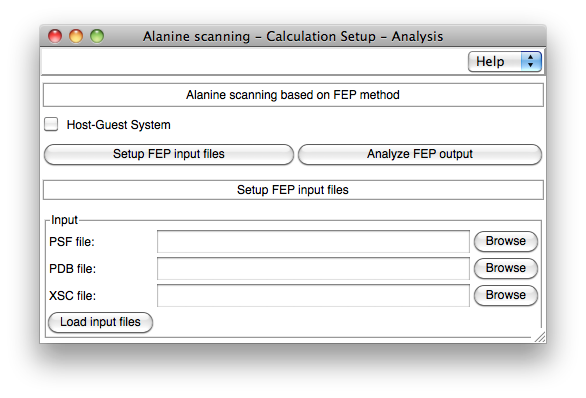 Alanine scanning - Calculation Setup - Analysis
Help
Alanine scanning based on FEP method
Host-Guest System
Setup FEP input files Analyze FEP output
Setup FEP input files
Input
PSF file: Browse
PDB file: Browse
XSC file: Browse
Load input files